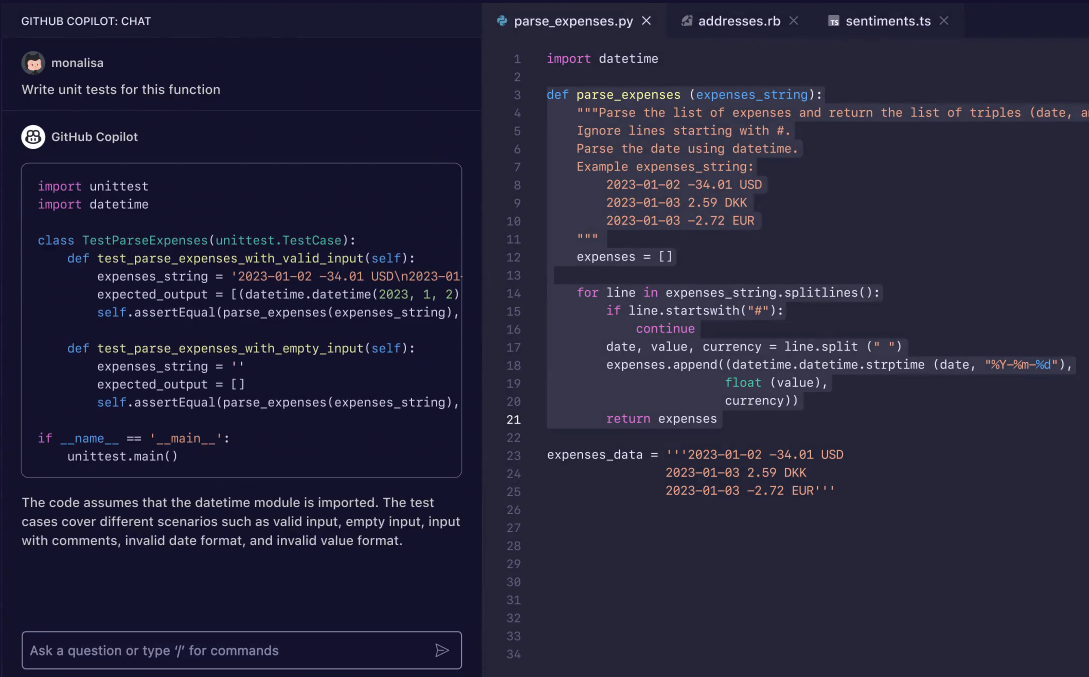 GITHUB COPILOT: CHAT
monalisa
Write unit tests for this function
GitHub Copilot
import unittest
import datetime
class TestParseExpenses(unittest.TestCase):
def test_parse_expenses_with_valid_input(self):
expenses_string = '2023-01-02 -34.01 USD\n2023-01-
expected_output = [(datetime.datetime(2023, 1, 2)
self.assertEqual(parse_expenses(expenses_string),
def test_parse_expenses_with_empty_input(self):
expenses_string = ''
expected_output = []
self.assertEqual(parse_expenses(expenses_string),
if __name__ == '__main__':
unittest.main()
The code assumes that the datetime module is imported. The test
cases cover different scenarios such as valid input, empty input, input
with comments, invalid date format, and invalid value format.
Ask a question or type '/' for commands
parse_expenses.py
addresses.rb
TS sentiments.ts
1 import datetime
2
3 def parse_expenses (expenses_string):
4 """Parse the list of expenses and return the list of triples (date,
5 Ignore lines starting with #.
6 Parse the date using datetime.
7 Example expenses_string:
8 2023-01-02 -34.01 USD
9 2023-01-03 2.59 DKK
10 2023-01-03 -2.72 EUR
11 """
12 expenses = []
13
14 for line in expenses_string.splitlines():
15 if line.startswith("#"):
16 continue
17 date, value, currency = line.split (" ")
18 expenses.append((datetime.datetime.strptime (date, "%Y-%m-%d"),
19 float (value),
20 currency))
21 return expenses
22
23 expenses_data = '''2023-01-02 -34.01 USD
24 2023-01-03 2.59 DKK
25 2023-01-03 -2.72 EUR'''
26
27
28
29
30
31
32
33
34